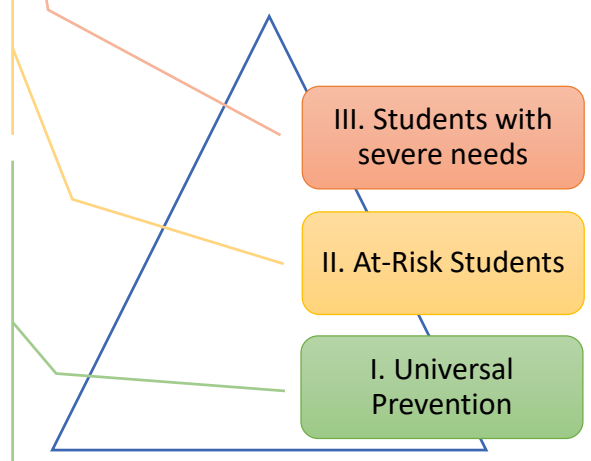 III. Students with
severe needs
II. At-Risk Students
I. Universal
Prevention